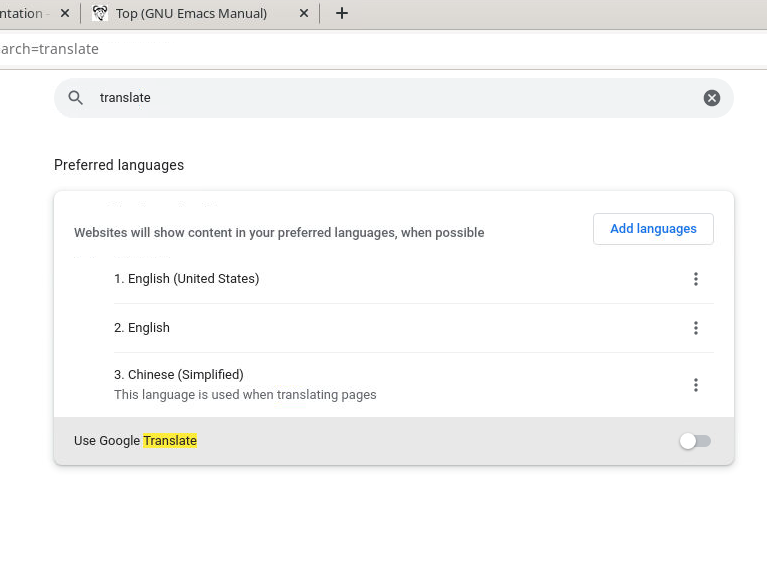 ntation -
Top (GNU Emacs Manual)
arch=translate
translate
Preferred languages
Websites will show content in your preferred languages, when possible
Add languages
1. English (United States)
2. English
3. Chinese (Simplified)
This language is used when translating pages
Use Google Translate